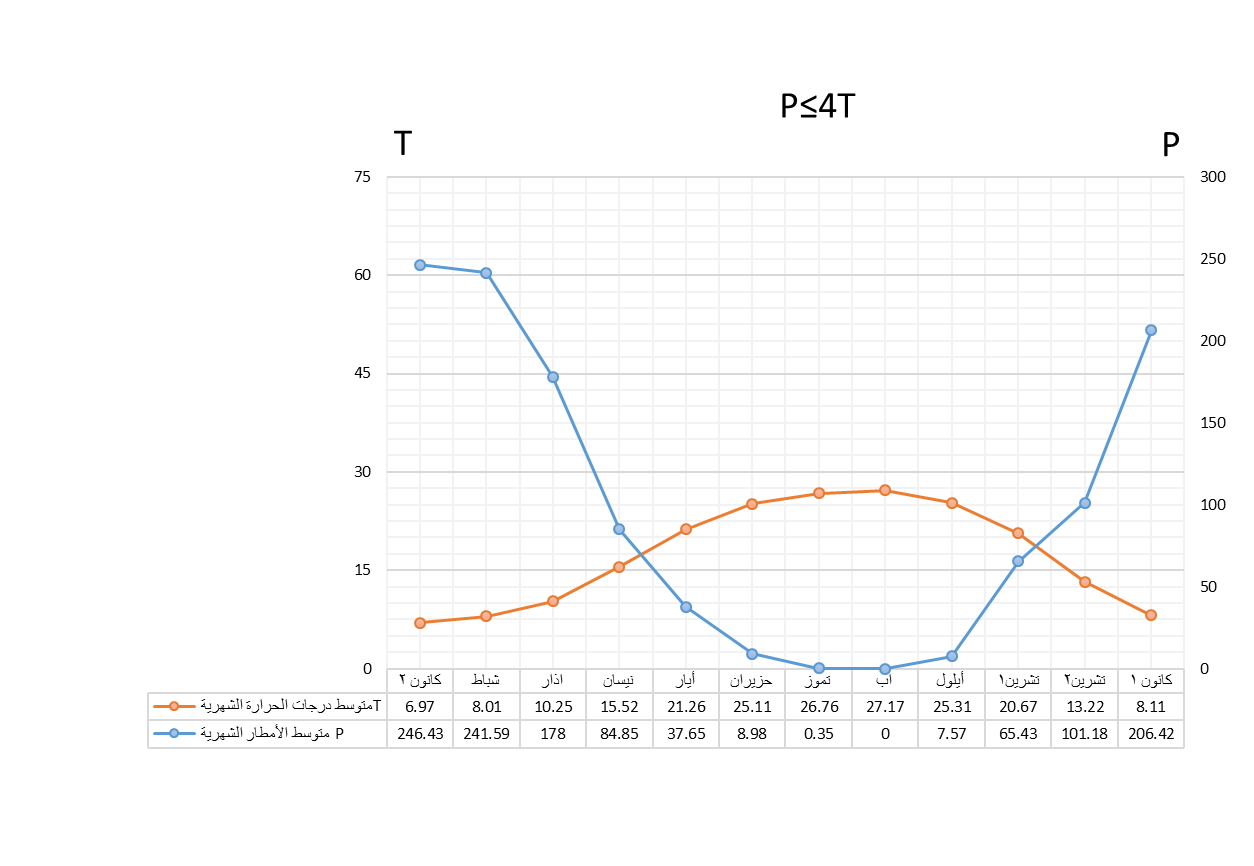 P≤4T
T P
75 300
250
60
200
45
150
30
100
15
50
0 0
كانون ٢ شباط اذار نيسان أيار حزيران تموز اب أيلول تشرين١ تشرين٢ كانون ١
متوسط درجات الحرارة الشهريةT 6.97 8.01 10.25 15.52 21.26 25.11 26.76 27.17 25.31 20.67 13.22 8.11
متوسط الأمطار الشهرية P 246.43 241.59 178 84.85 37.65 8.98 0.35 0 7.57 65.43 101.18 206.42